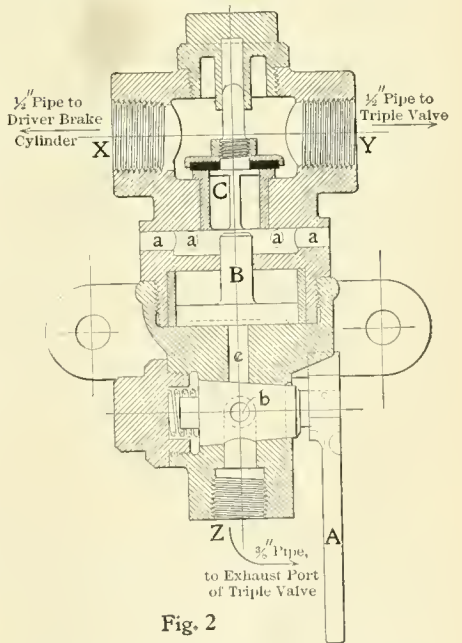 ½" Pipe to
Driver Brake
Cylinder
X
½" Pipe to
Triple Valve
Y
C
a a a a
B
e
b
Z
A
⅜" Pipe,
to Exhaust Port
of Triple Valve
Fig. 2